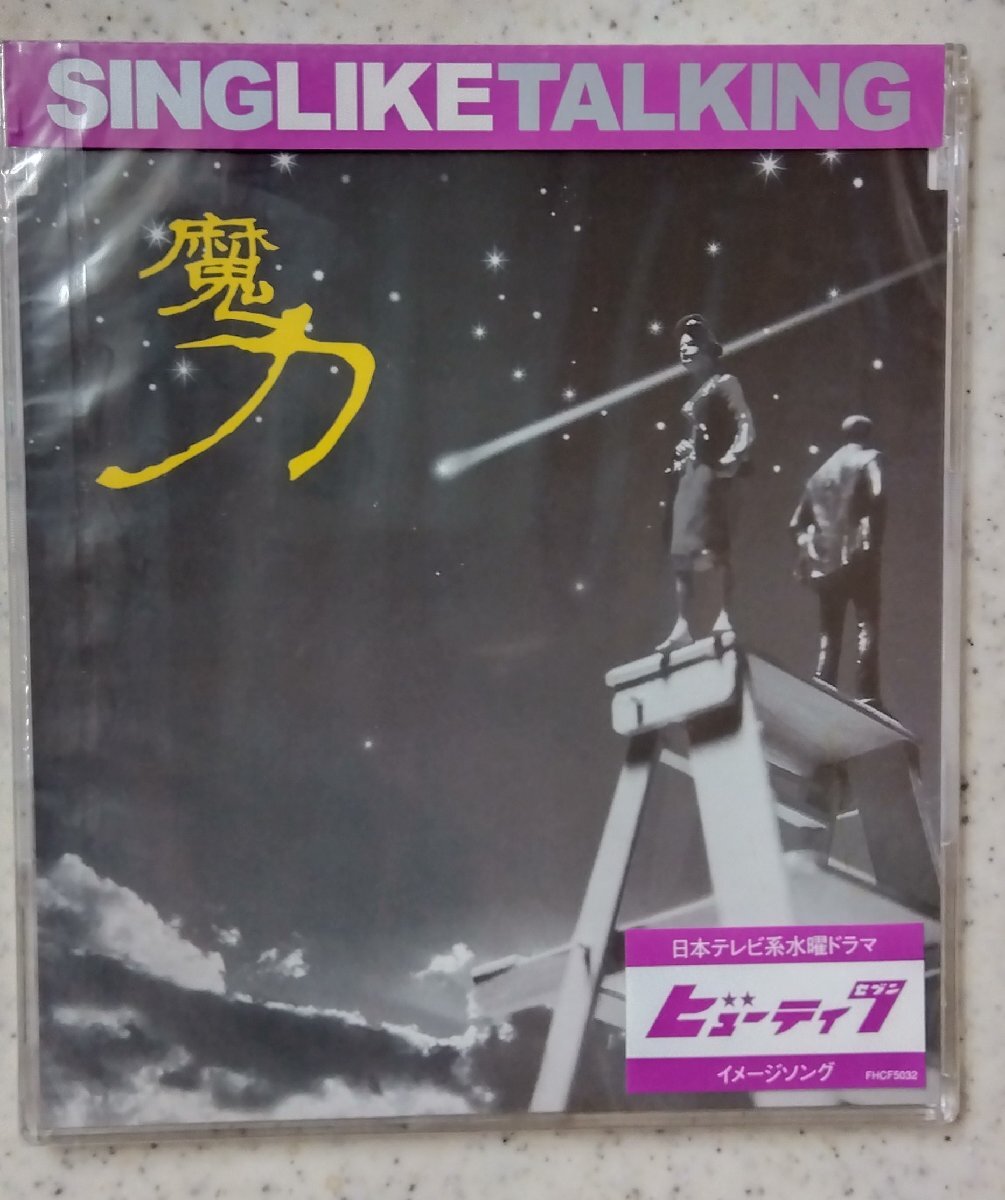 SINGLIKETALKING
魔力
日本テレビ系水曜ドラマ
セブン
ビューティ7
イメージソング FHCF5032